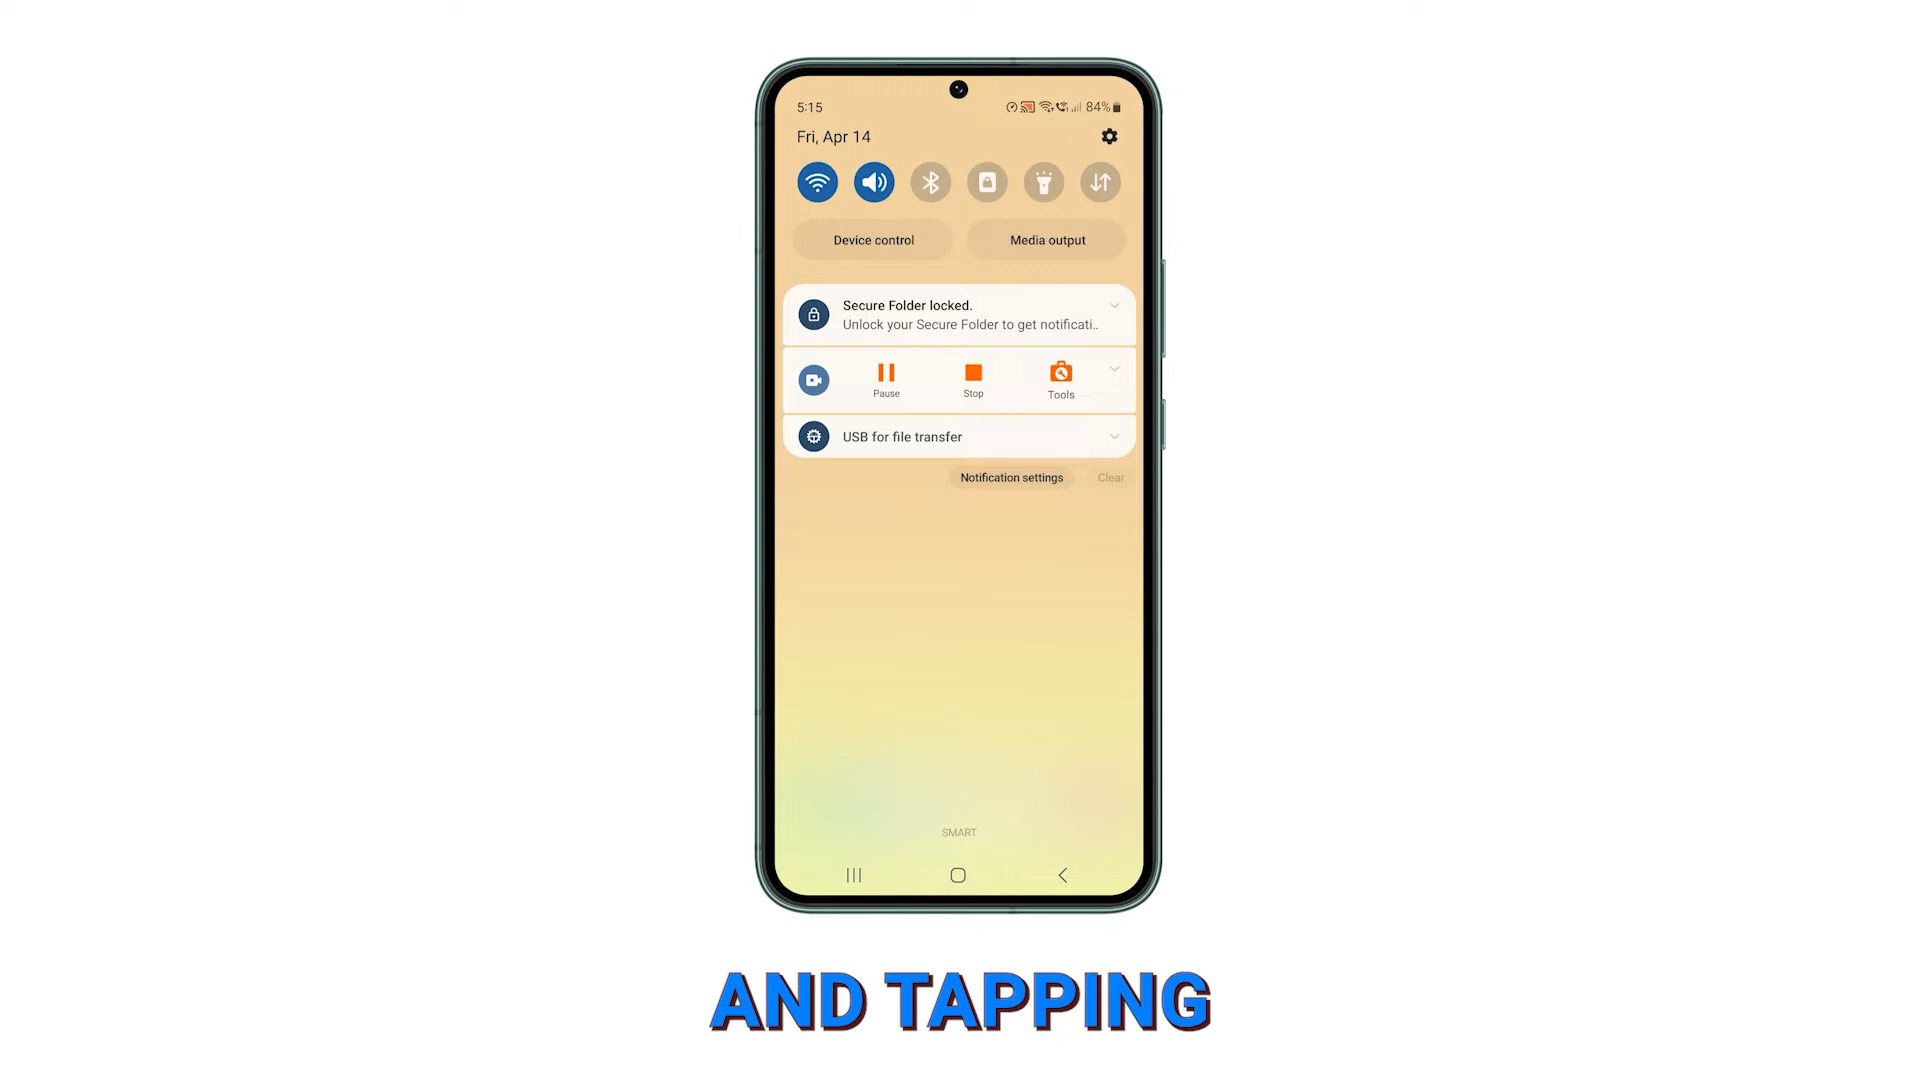 5:15
84%
Fri, Apr 14
Device control
Media output
Secure Folder locked.
Unlock your Secure Folder to get notificati..
Pause
Stop
Tools
USB for file transfer
Notification settings
Clear
SMART
AND TAPPING